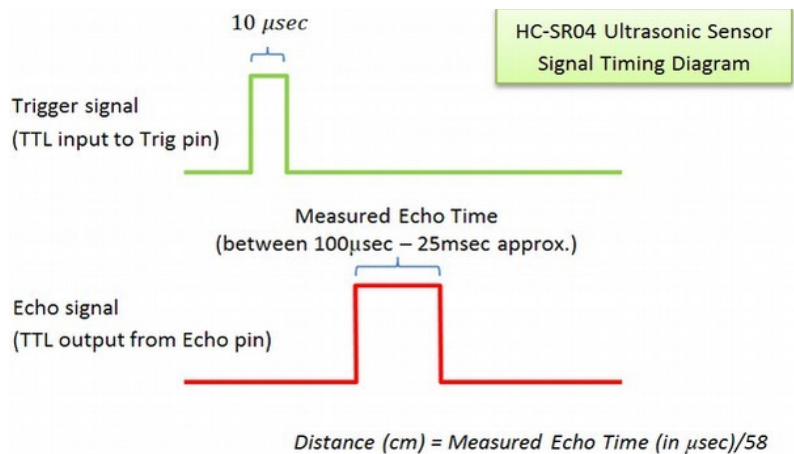 10 μsec
HC-SR04 Ultrasonic Sensor
Signal Timing Diagram
Trigger signal
(TTL input to Trig pin)
Measured Echo Time
(between 100μsec – 25msec approx.)
Echo signal
(TTL output from Echo pin)
Distance (cm) = Measured Echo Time (in μsec)/58